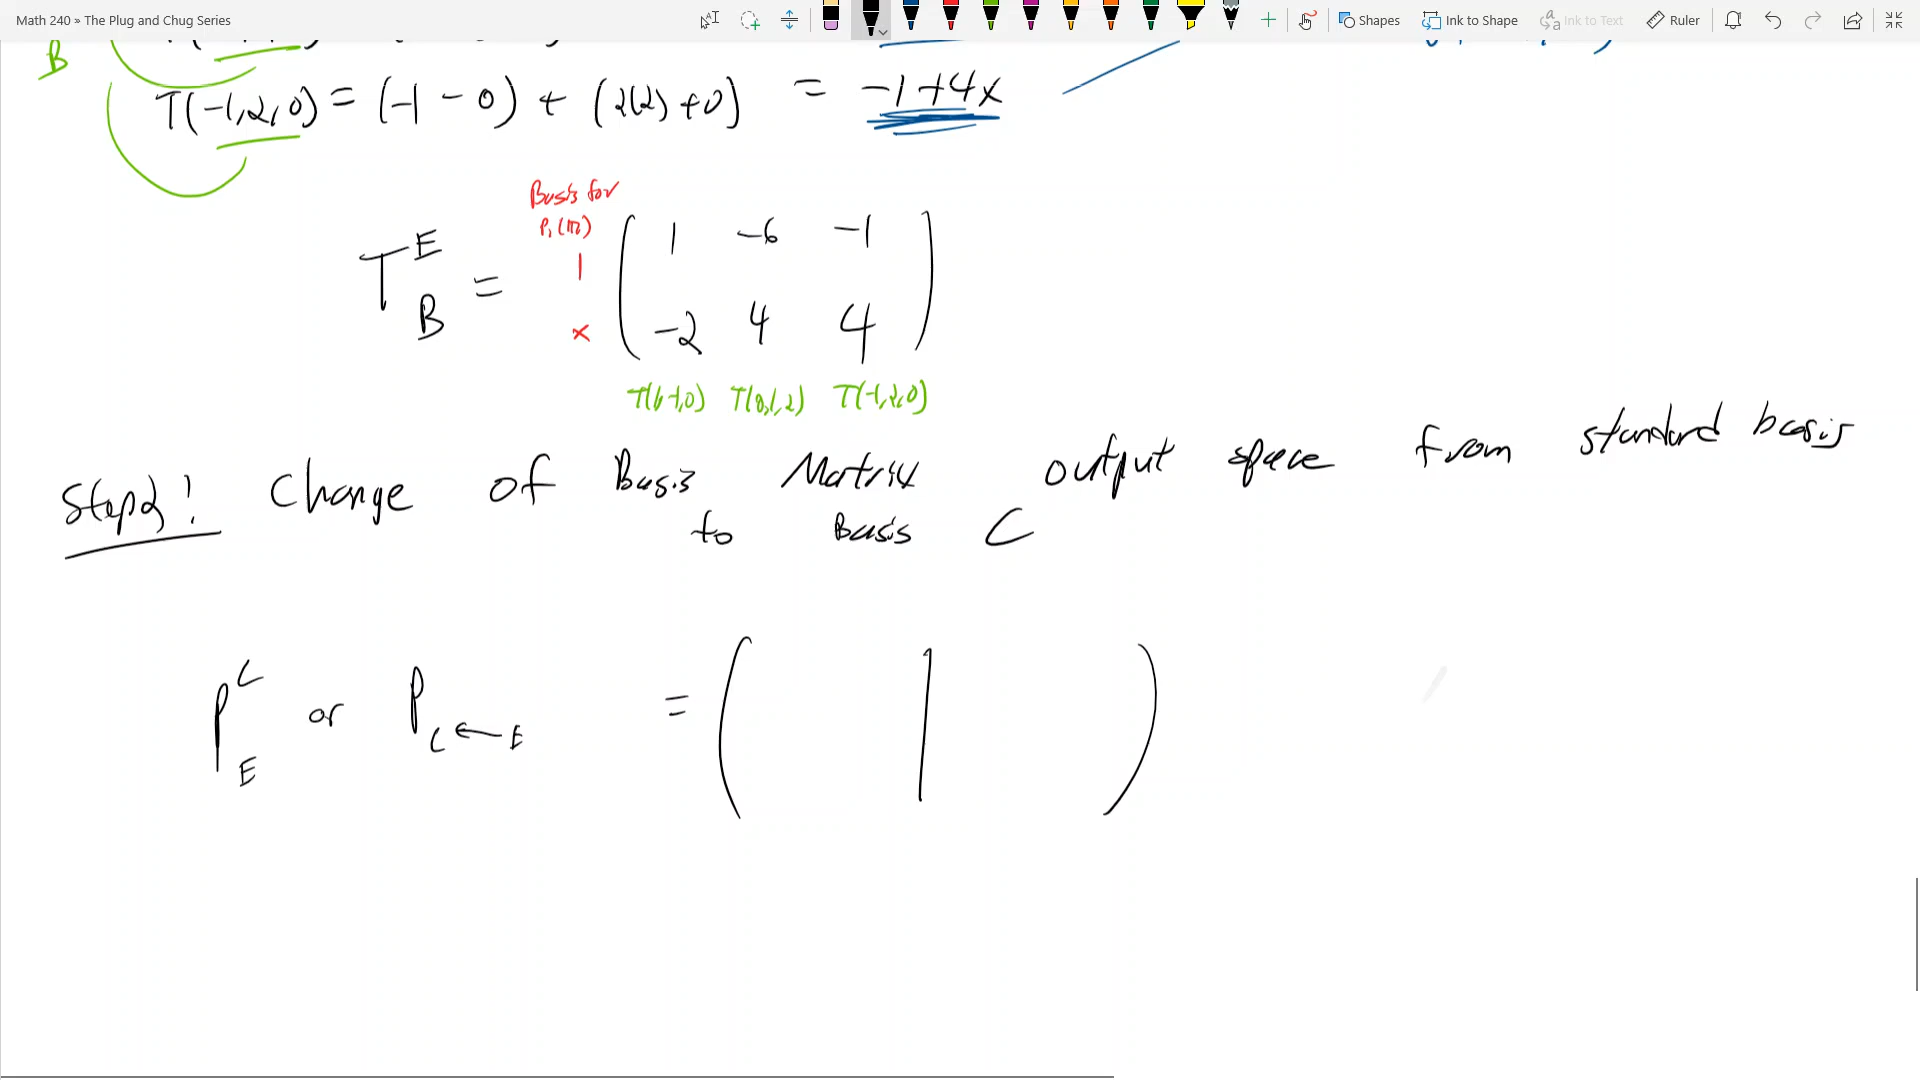 Math 240 » The Plug and Chug Series
Shapes
Ink to Shape
Ink to Text
Ruler
B
T(-1,2,0) = (-1 - 0) + (2(2) + 0) = -1+4x
Basis for
P₁(ℝ)
T^E_B = 1 ( 1 -6 -1 )
x ( -2 4 4 )
T(1,-1,0) T(0,1,2) T(-1,2,0)
Step2: Change of Basis Matrix output space from standard basis
to Basis C
P^C_E or P_{C←E} = ( | )